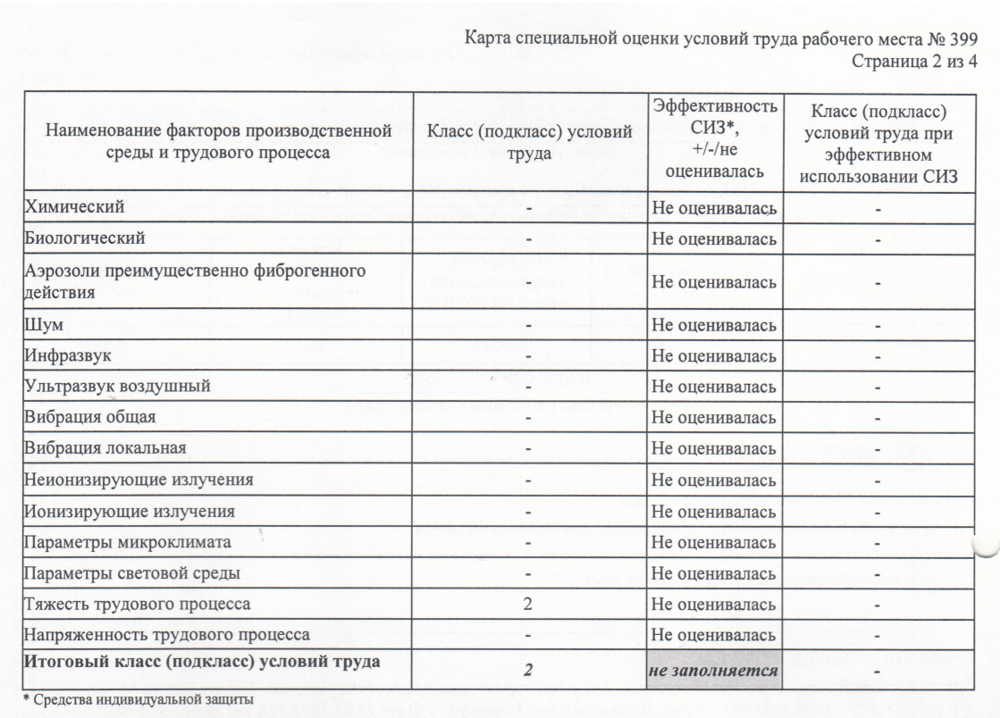 Карта специальной оценки условий труда рабочего места № 399
Страница 2 из 4
Наименование факторов производственной
среды и трудового процесса
Класс (подкласс) условий
труда
Эффективность
СИЗ*,
+/-/не
оценивалась
Класс (подкласс)
условий труда при
эффективном
использовании СИЗ
Химический - Не оценивалась -
Биологический - Не оценивалась -
Аэрозоли преимущественно фиброгенного
действия - Не оценивалась -
Шум - Не оценивалась -
Инфразвук - Не оценивалась -
Ультразвук воздушный - Не оценивалась -
Вибрация общая - Не оценивалась -
Вибрация локальная - Не оценивалась -
Неионизирующие излучения - Не оценивалась -
Ионизирующие излучения - Не оценивалась -
Параметры микроклимата - Не оценивалась -
Параметры световой среды - Не оценивалась -
Тяжесть трудового процесса 2 Не оценивалась -
Напряженность трудового процесса - Не оценивалась -
Итоговый класс (подкласс) условий труда 2 не заполняется -
* Средства индивидуальной защиты